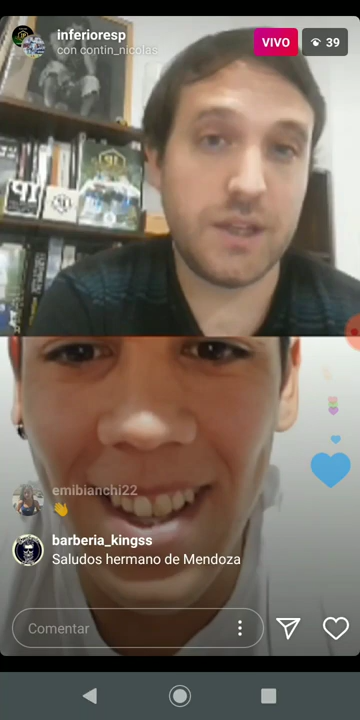 inferioresp
con contin_nicolas
VIVO
39
emibianchi22
barberia_kingss
Saludos hermano de Mendoza
Comentar